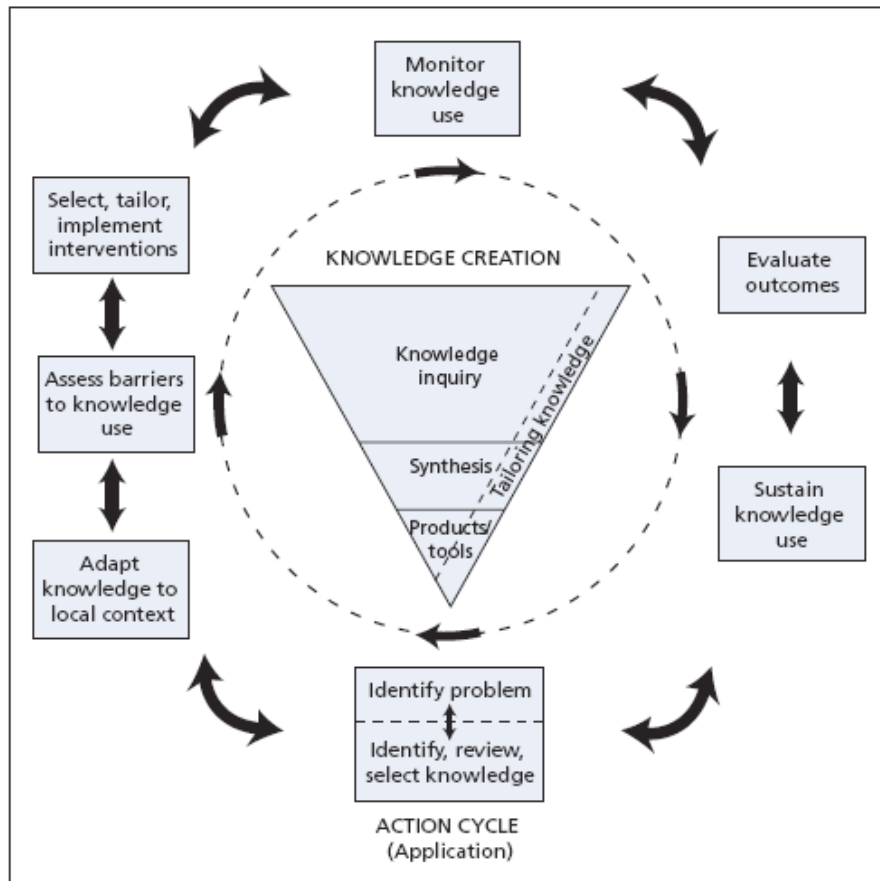 Monitor
knowledge
use
Select, tailor,
implement
interventions
KNOWLEDGE CREATION
Evaluate
outcomes
Knowledge
inquiry
Tailoring knowledge
Assess barriers
to knowledge
use
Synthesis
Products/
tools
Sustain
knowledge
use
Adapt
knowledge to
local context
Identify problem
Identify, review,
select knowledge
ACTION CYCLE
(Application)